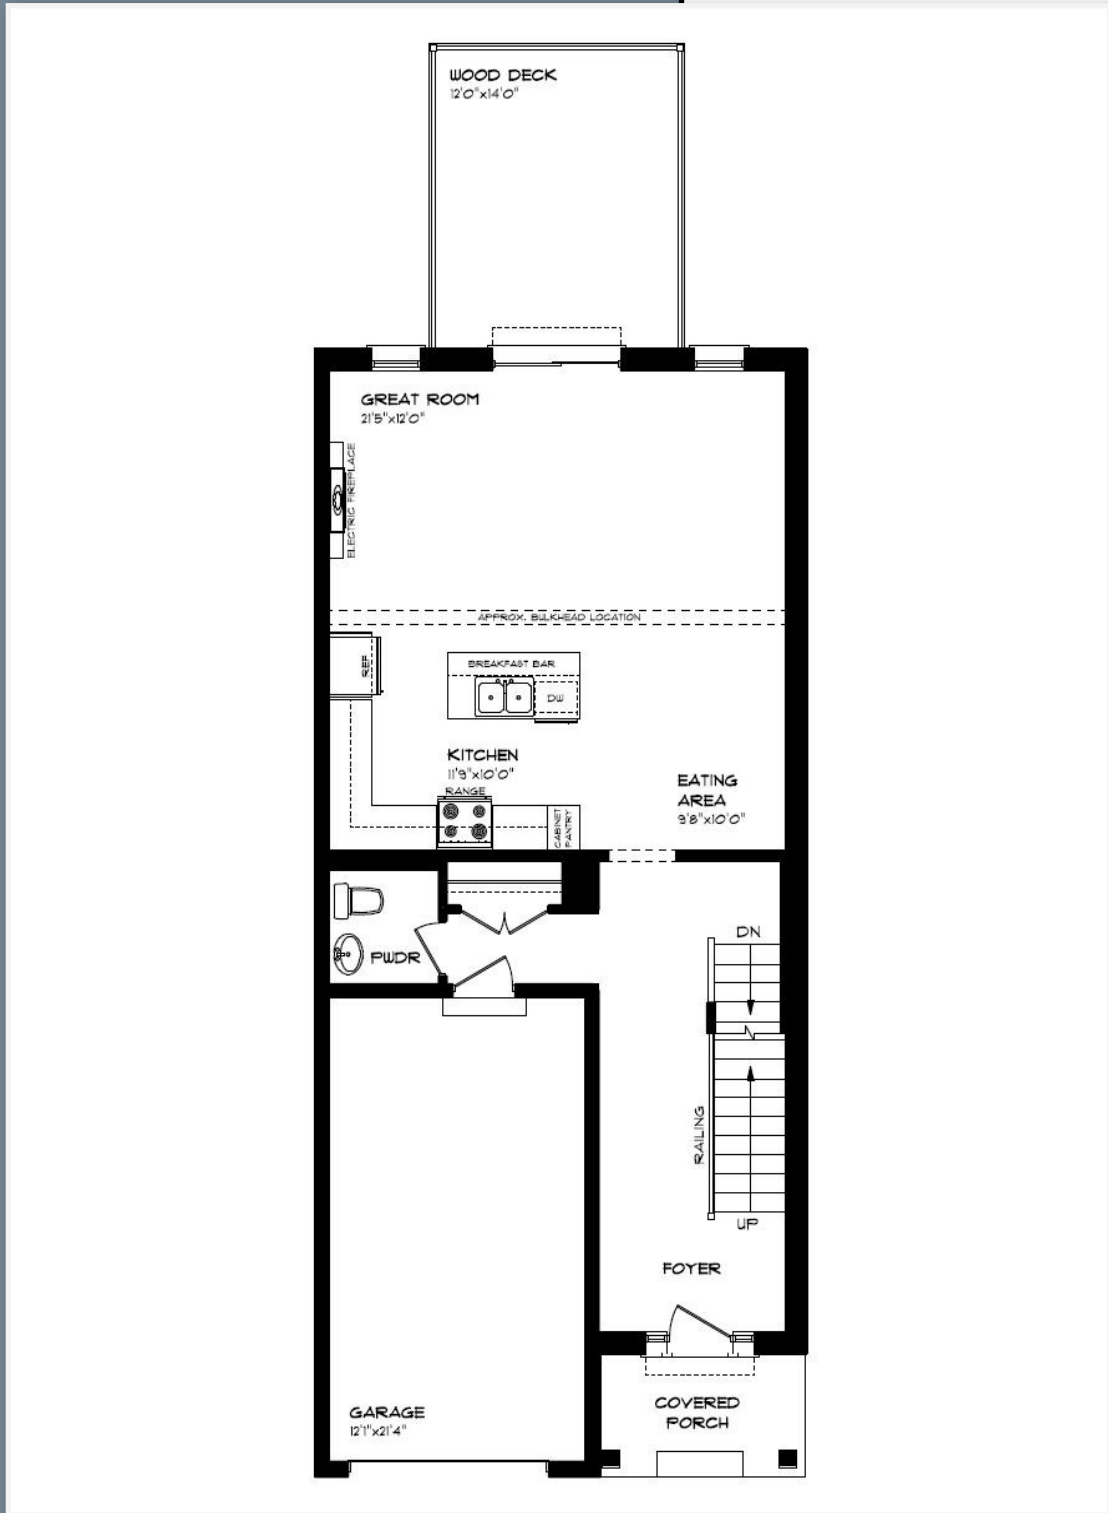 WOOD DECK
12'0"x14'0"
GREAT ROOM
21'5"x12'0"
ELECTRIC FIREPLACE
APPROX. BULKHEAD LOCATION
REF
BREAKFAST BAR
DW
KITCHEN
11'9"x10'0"
RANGE
CABINET
PANTRY
EATING
AREA
9'8"x10'0"
PWDR
DN
RAILING
UP
FOYER
GARAGE
12'1"x21'4"
COVERED
PORCH